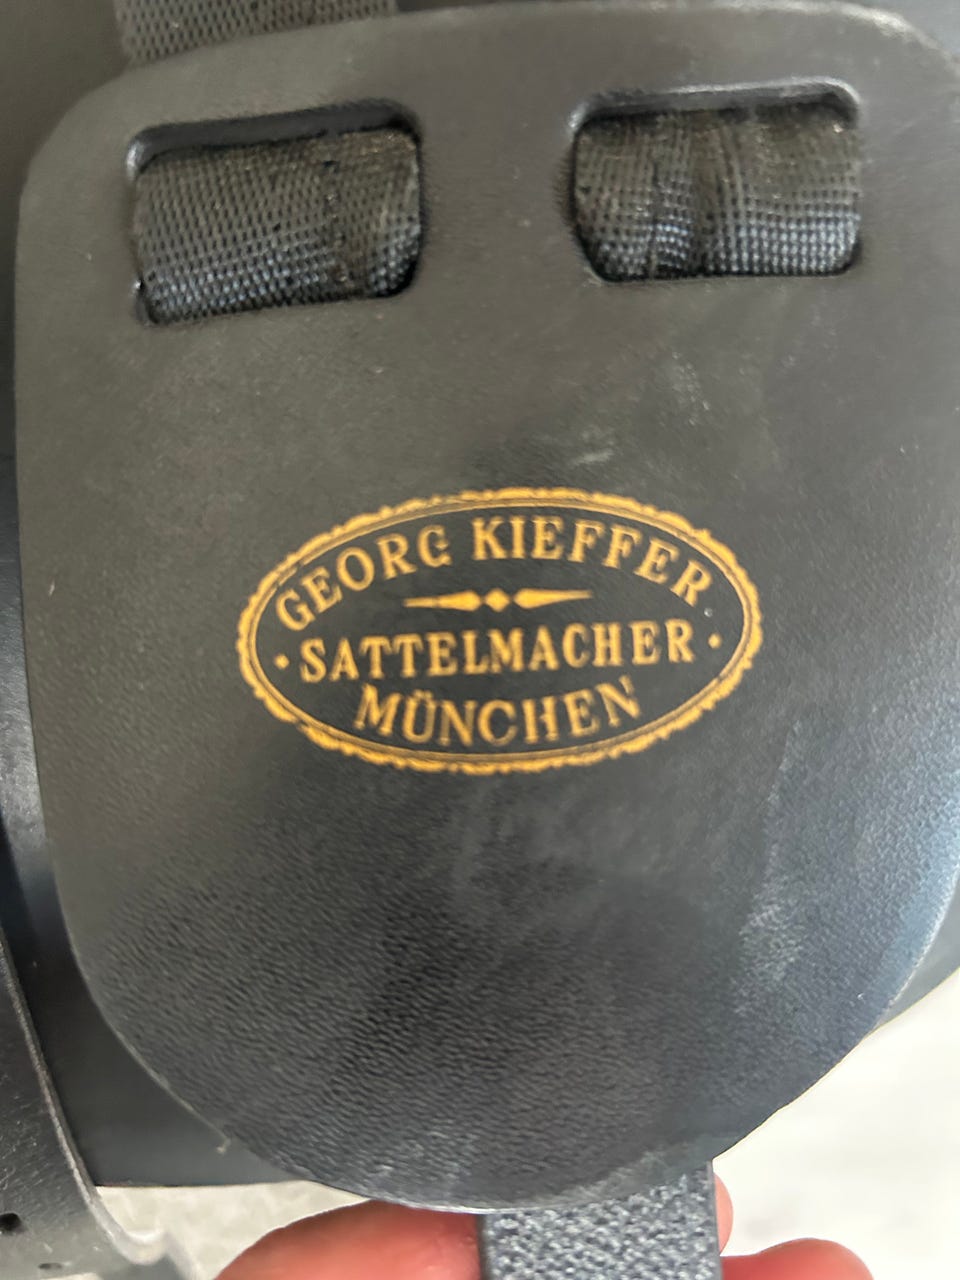 GEORG KIEFFER
· SATTELMACHER ·
MÜNCHEN